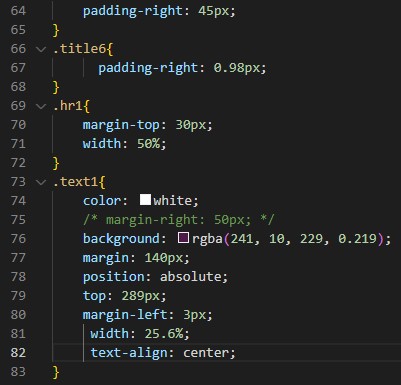 64 padding-right: 45px;
65 }
66 .title6{
67 padding-right: 0.98px;
68 }
69 .hr1{
70 margin-top: 30px;
71 width: 50%;
72 }
73 .text1{
74 color: white;
75 /* margin-right: 50px; */
76 background: rgba(241, 10, 229, 0.219);
77 margin: 140px;
78 position: absolute;
79 top: 289px;
80 margin-left: 3px;
81 width: 25.6%;
82 text-align: center;
83 }